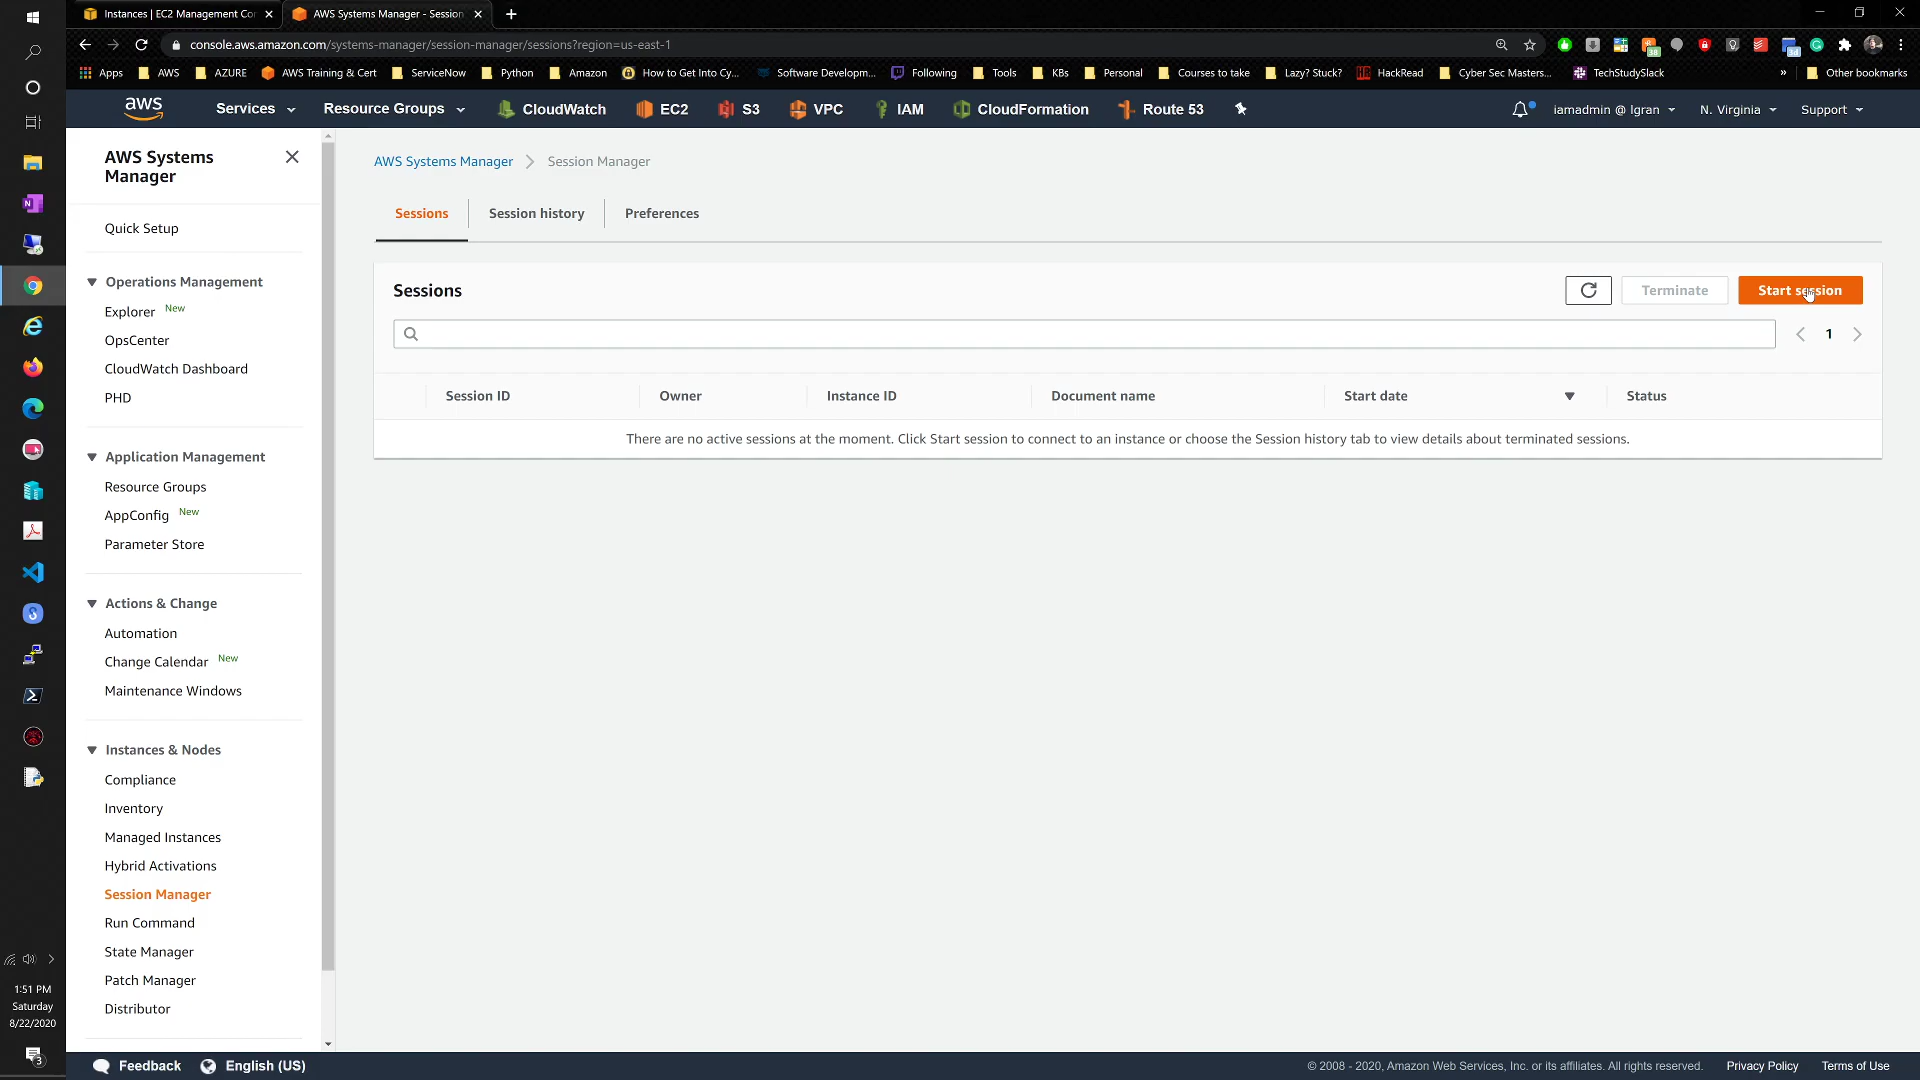 Instances | EC2 Management Co
AWS Systems Manager - Session
console.aws.amazon.com/systems-manager/session-manager/sessions?region=us-east-1
Apps AWS AZURE AWS Training & Cert ServiceNow Python Amazon How to Get Into Cy... Software Developm... Following Tools KBs Personal Courses to take Lazy? Stuck? HackRead Cyber Sec Masters... TechStudySlack » Other bookmarks
aws Services Resource Groups CloudWatch EC2 S3 VPC IAM CloudFormation Route 53 iamadmin @ lgran N. Virginia Support
AWS Systems
Manager
Quick Setup
Operations Management
Explorer New
OpsCenter
CloudWatch Dashboard
PHD
Application Management
Resource Groups
AppConfig New
Parameter Store
Actions & Change
Automation
Change Calendar New
Maintenance Windows
Instances & Nodes
Compliance
Inventory
Managed Instances
Hybrid Activations
Session Manager
Run Command
State Manager
Patch Manager
Distributor
AWS Systems Manager Session Manager
Sessions Session history Preferences
Sessions
Terminate Start session
1
Session ID Owner Instance ID Document name Start date Status
There are no active sessions at the moment. Click Start session to connect to an instance or choose the Session history tab to view details about terminated sessions.
1:51 PM
Saturday
8/22/2020
3
Feedback English (US) © 2008 - 2020, Amazon Web Services, Inc. or its affiliates. All rights reserved. Privacy Policy Terms of Use